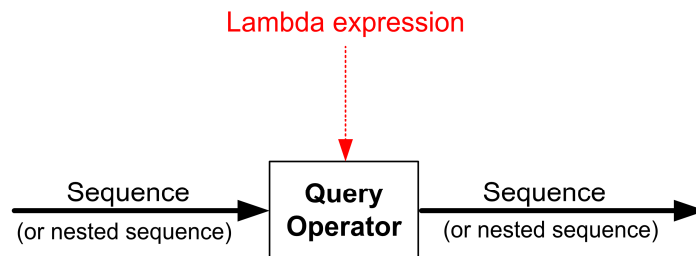 Lambda expression
Sequence
(or nested sequence)
Query
Operator
Sequence
(or nested sequence)